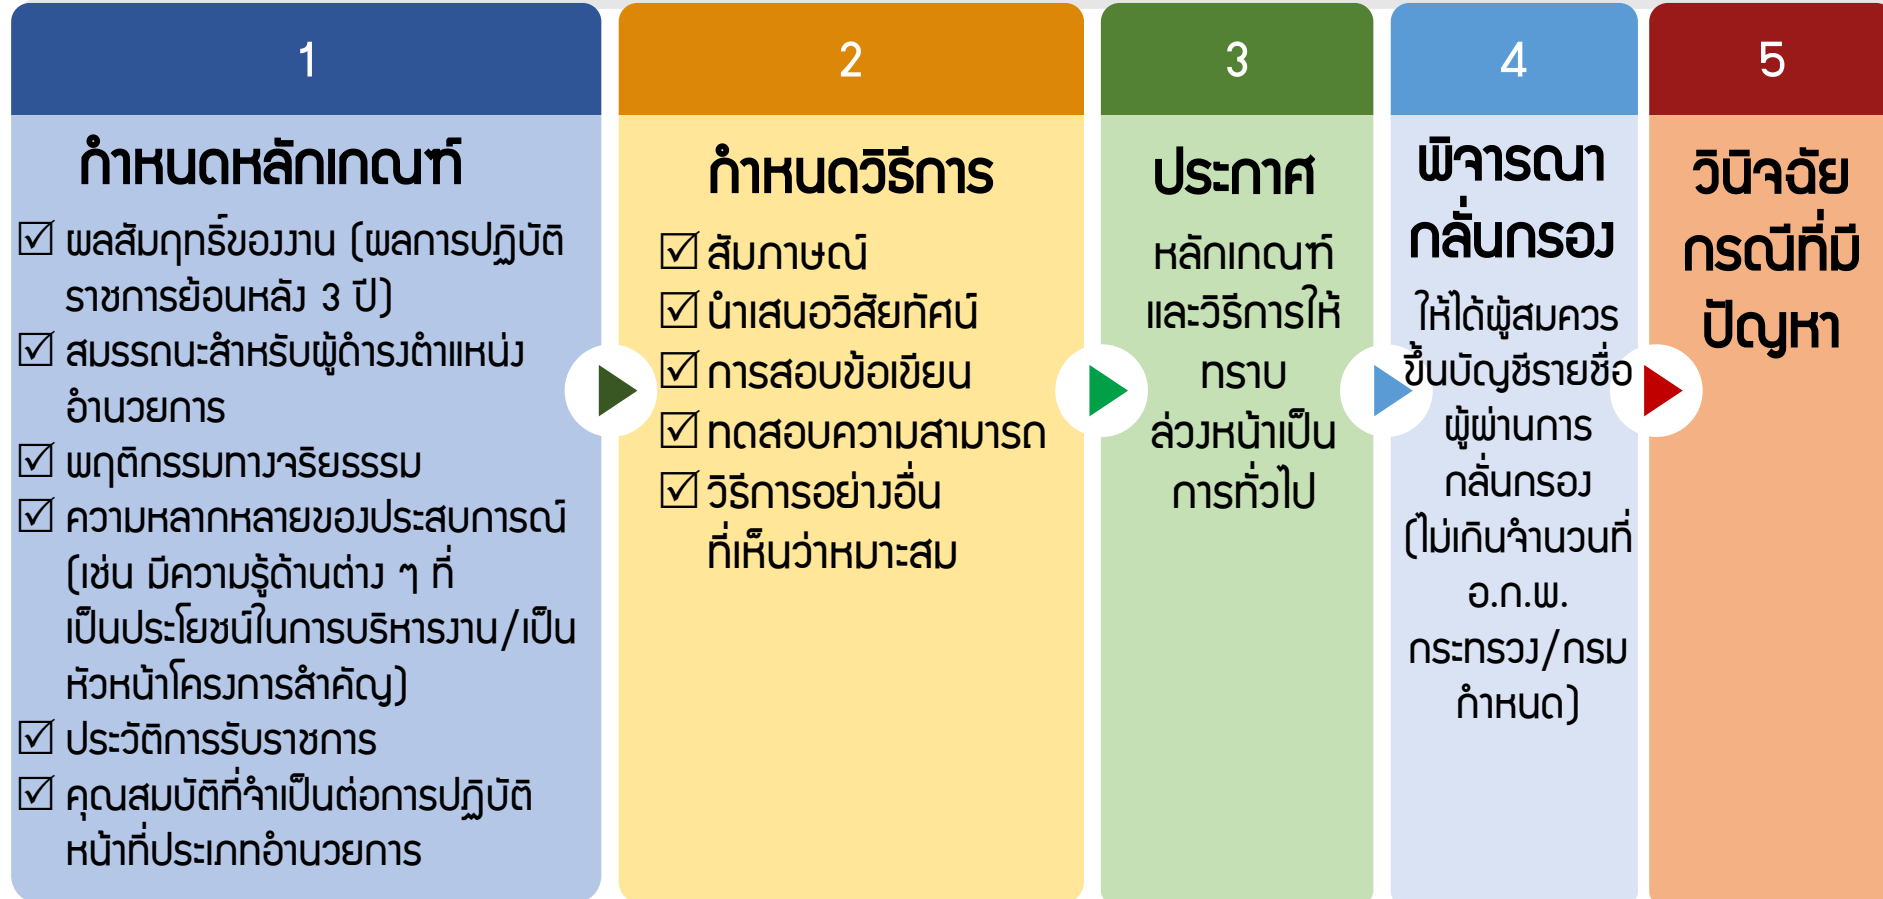 1
กำหนดหลักเกณฑ์
☑ ผลสัมฤทธิ์ของงาน (ผลการปฏิบัติ
ราชการย้อนหลัง 3 ปี)
☑ สมรรถนะสำหรับผู้ดำรงตำแหน่ง
อำนวยการ
☑ พฤติกรรมทางจริยธรรม
☑ ความหลากหลายของประสบการณ์
(เช่น มีความรู้ด้านต่าง ๆ ที่
เป็นประโยชน์ในการบริหารงาน/เป็น
หัวหน้าโครงการสำคัญ)
☑ ประวัติการรับราชการ
☑ คุณสมบัติที่จำเป็นต่อการปฏิบัติ
หน้าที่ประเภทอำนวยการ
2
กำหนดวิธีการ
☑ สัมภาษณ์
☑ นำเสนอวิสัยทัศน์
☑ การสอบข้อเขียน
☑ ทดสอบความสามารถ
☑ วิธีการอย่างอื่น
ที่เห็นว่าหมาะสม
3
ประกาศ
หลักเกณฑ์
และวิธีการให้
ทราบ
ล่วงหน้าเป็น
การทั่วไป
4
พิจารณา
กลั่นกรอง
ให้ได้ผู้สมควร
ขึ้นบัญชีรายชื่อ
ผู้ผ่านการ
กลั่นกรอง
(ไม่เกินจำนวนที่
อ.ก.พ.
กระทรวง/กรม
กำหนด)
5
วินิจฉัย
กรณีที่มี
ปัญหา